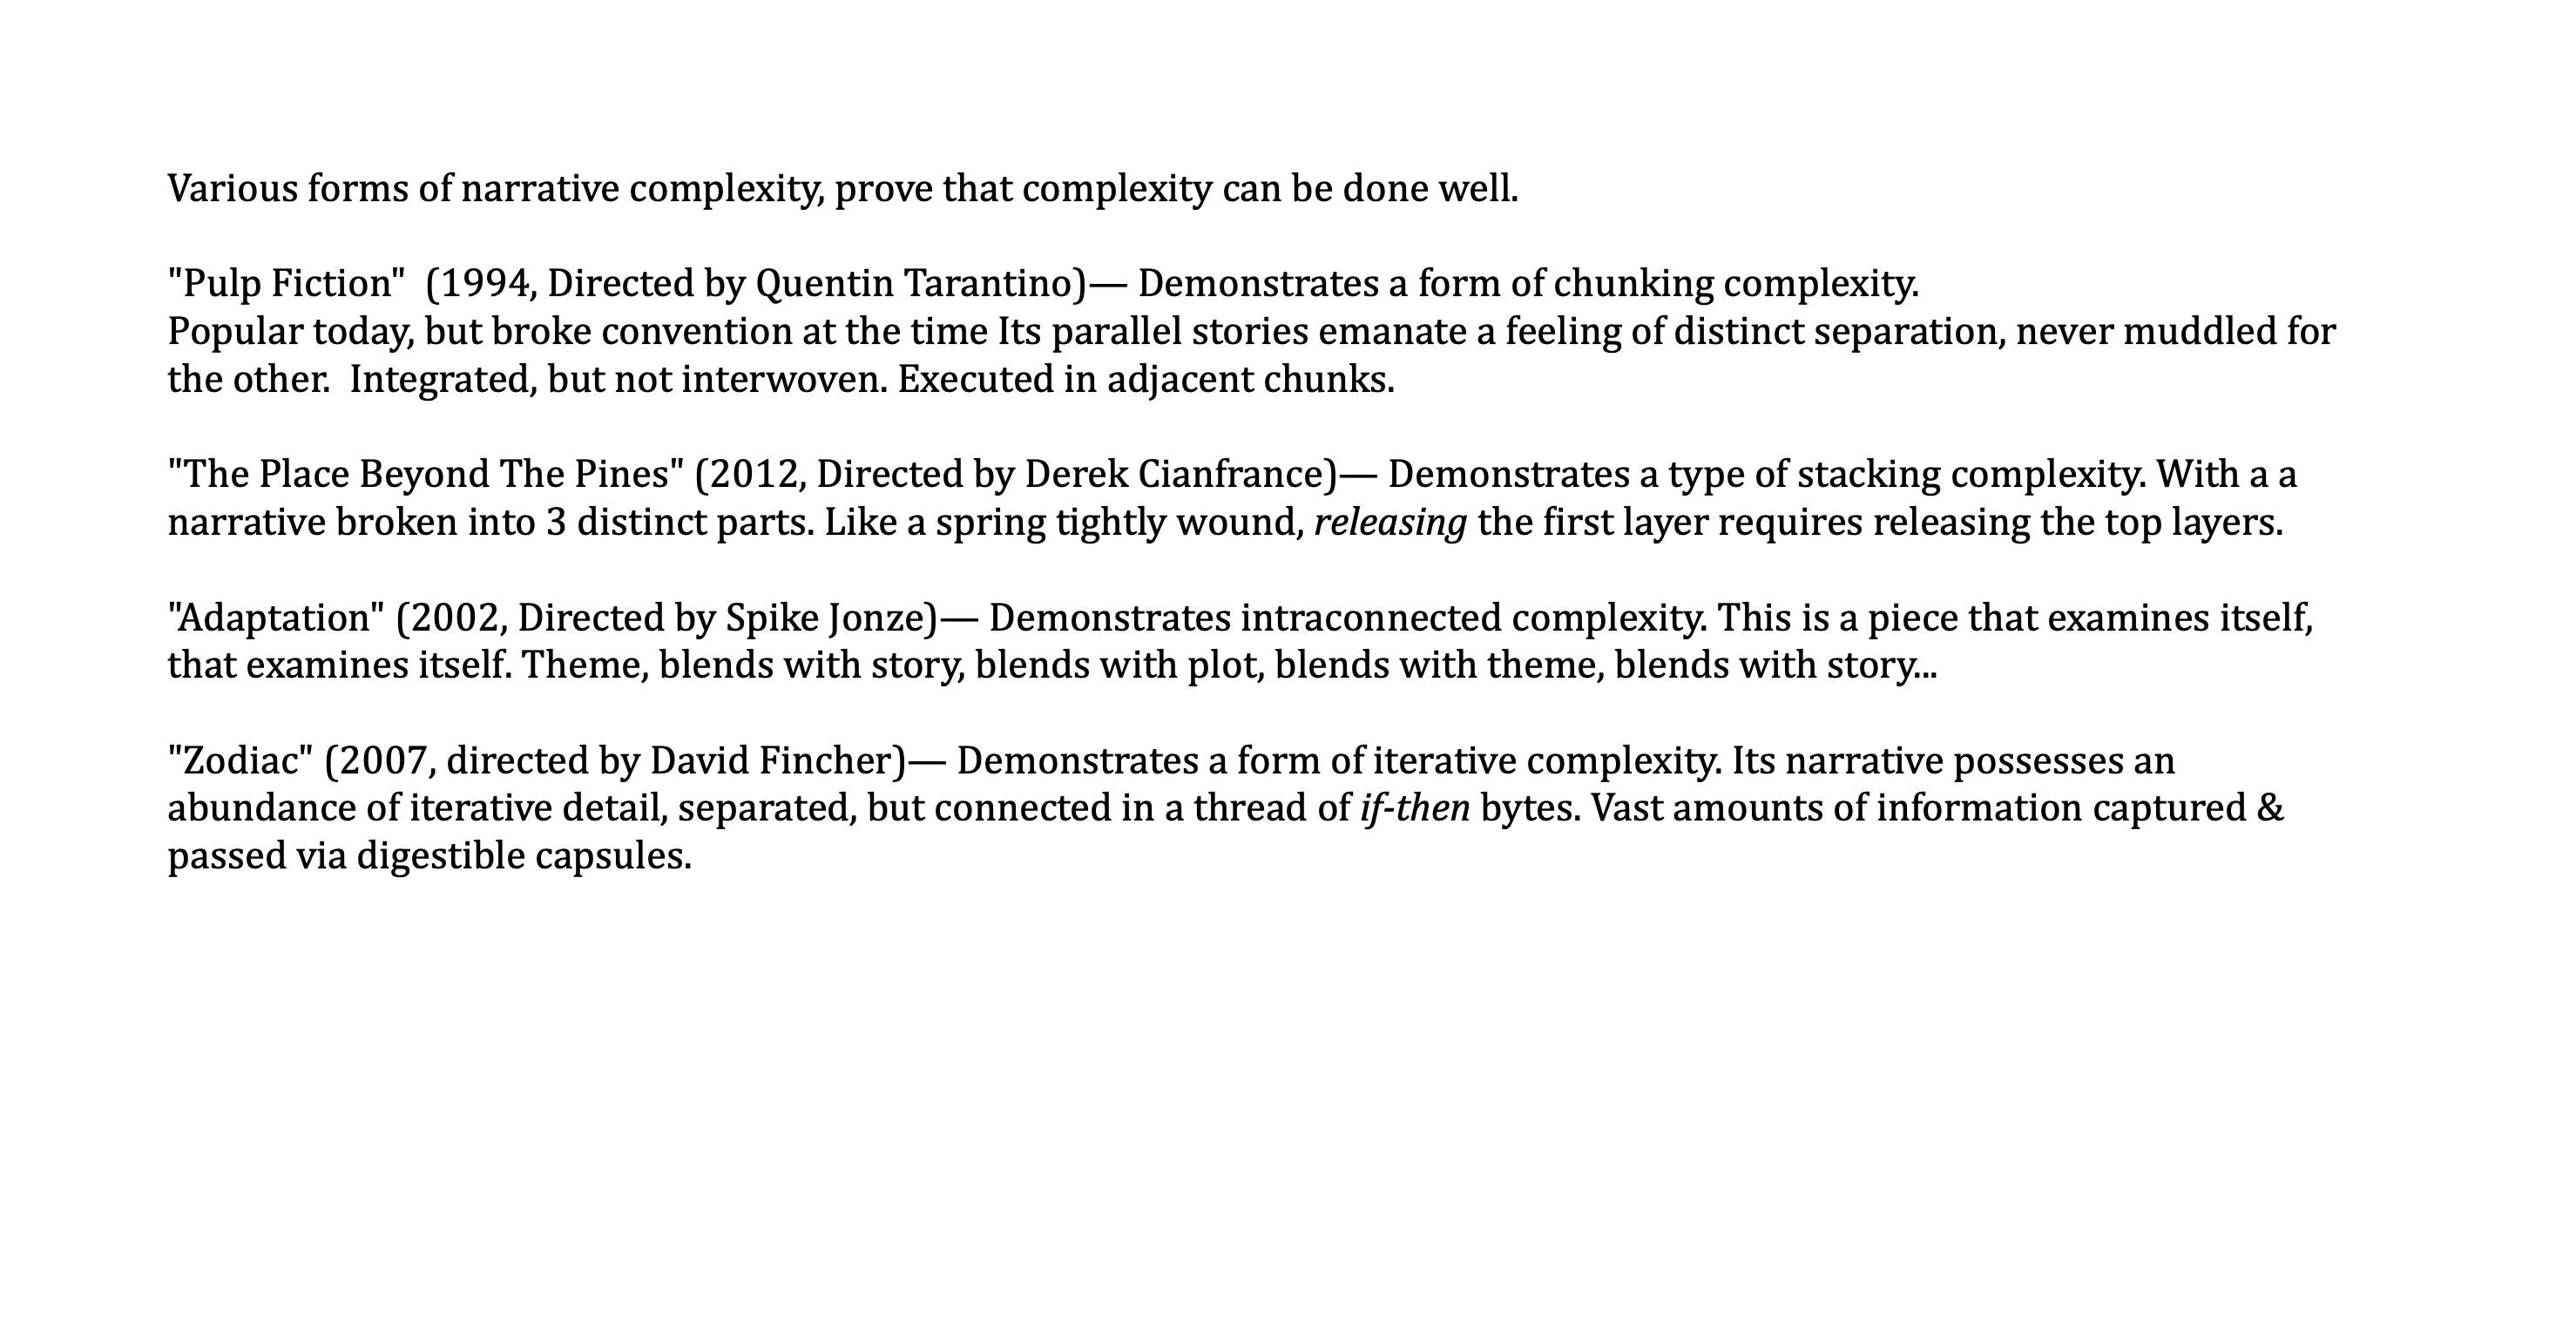 Various forms of narrative complexity, prove that complexity can be done well.
"Pulp Fiction"  (1994, Directed by Quentin Tarantino)— Demonstrates a form of chunking complexity.
Popular today, but broke convention at the time Its parallel stories emanate a feeling of distinct separation, never muddled for
the other.  Integrated, but not interwoven. Executed in adjacent chunks.
"The Place Beyond The Pines" (2012, Directed by Derek Cianfrance)— Demonstrates a type of stacking complexity. With a a
narrative broken into 3 distinct parts. Like a spring tightly wound, releasing the first layer requires releasing the top layers.
"Adaptation" (2002, Directed by Spike Jonze)— Demonstrates intraconnected complexity. This is a piece that examines itself,
that examines itself. Theme, blends with story, blends with plot, blends with theme, blends with story...
"Zodiac" (2007, directed by David Fincher)— Demonstrates a form of iterative complexity. Its narrative possesses an
abundance of iterative detail, separated, but connected in a thread of if-then bytes. Vast amounts of information captured &
passed via digestible capsules.